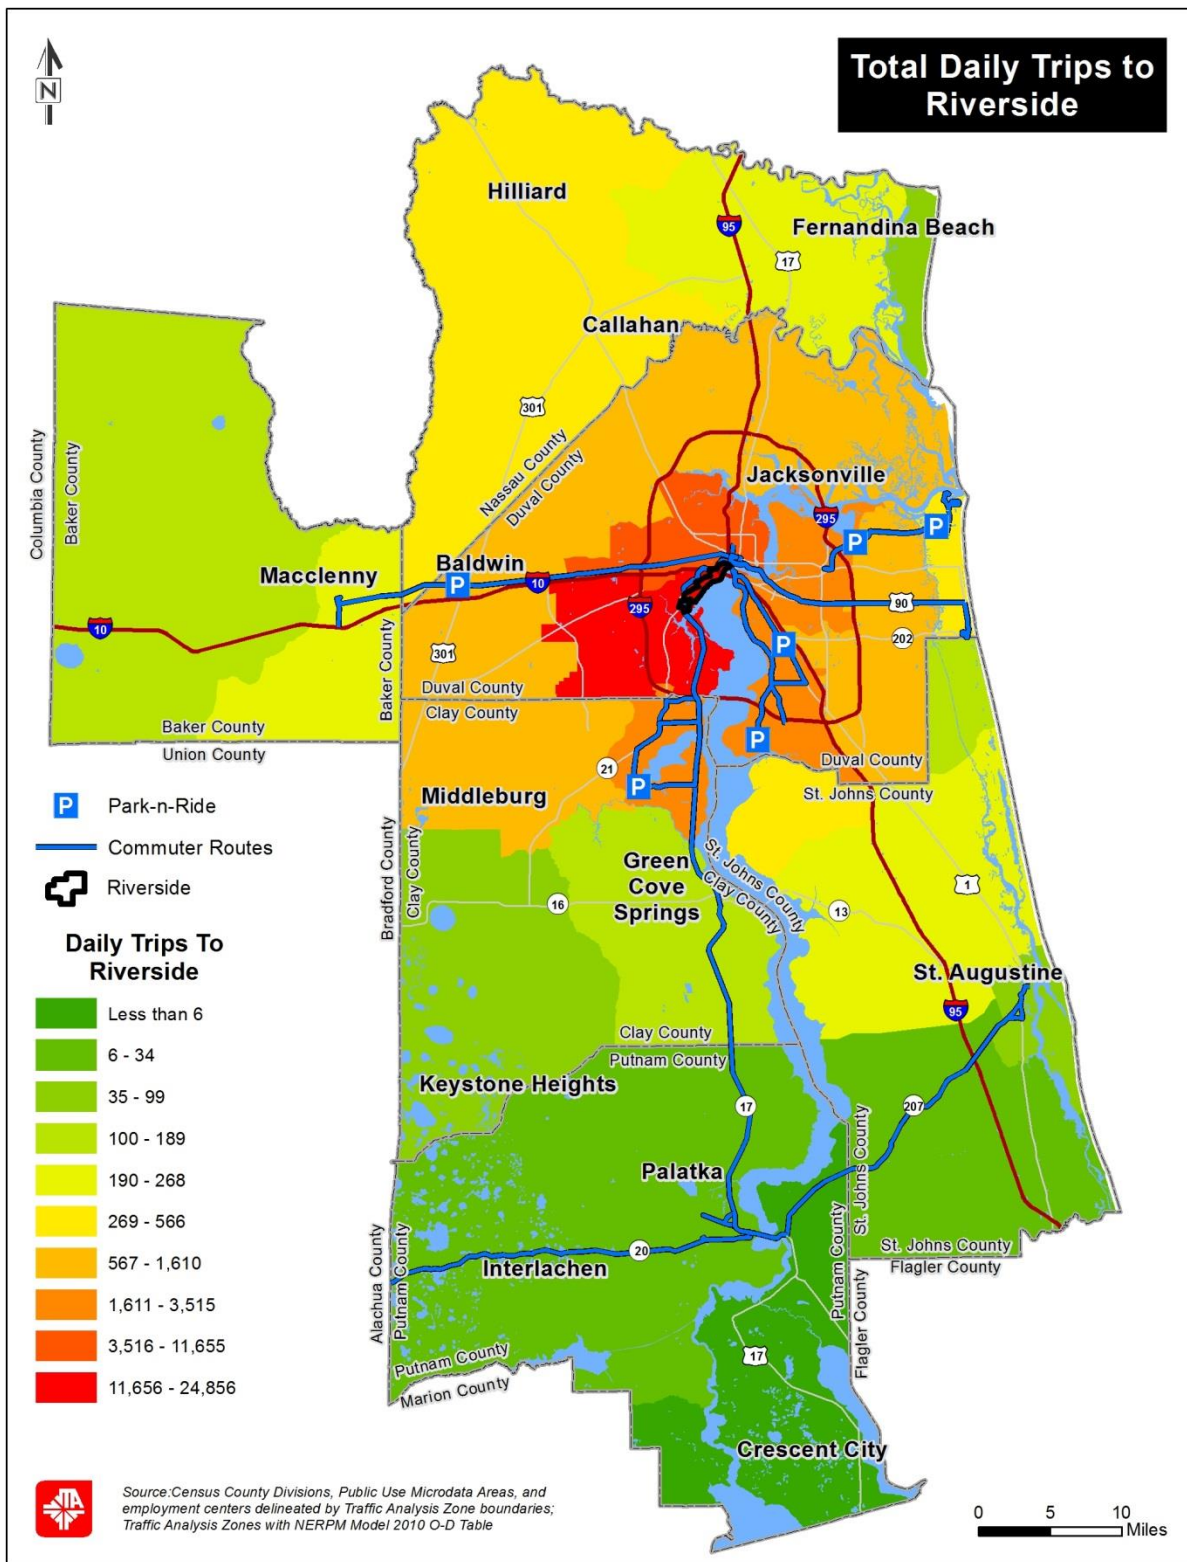 Total Daily Trips to
Riverside
N
Hilliard
95
Fernandina Beach
17
Callahan
301
Nassau County
Duval County
Columbia County
Baker County
Jacksonville
295
P
P
Baldwin
Macclenny
P
10
295
90
10
202
P
301
Baker County
Duval County
Clay County
Baker County
Union County
P
Duval County
St. Johns County
21
P
Middleburg
Bradford County
Clay County
Green
Cove
Springs
St. Johns County
Clay County
1
16
13
St. Augustine
95
Clay County
Putnam County
Keystone Heights
17
207
Palatka
St. Johns County
Putnam County
20
Interlachen
Alachua County
Putnam County
St. Johns County
Flagler County
Flagler County
Putnam County
Marion County
17
Crescent City
P Park-n-Ride
Commuter Routes
Riverside
Daily Trips To
Riverside
Less than 6
6 - 34
35 - 99
100 - 189
190 - 268
269 - 566
567 - 1,610
1,611 - 3,515
3,516 - 11,655
11,656 - 24,856
JTA
Source:Census County Divisions, Public Use Microdata Areas, and
employment centers delineated by Traffic Analysis Zone boundaries;
Traffic Analysis Zones with NERPM Model 2010 O-D Table
0 5 10
Miles